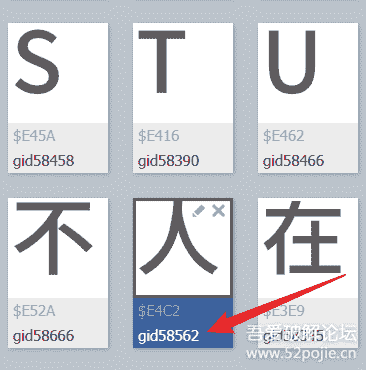 S T U
$E45A $E416 $E462
gid58458 gid58390 gid58466
不 人 在
$E52A $E4C2 $E3E9
gid58666 gid58562 gid58345
吾爱破解论坛
www.52pojie.cn